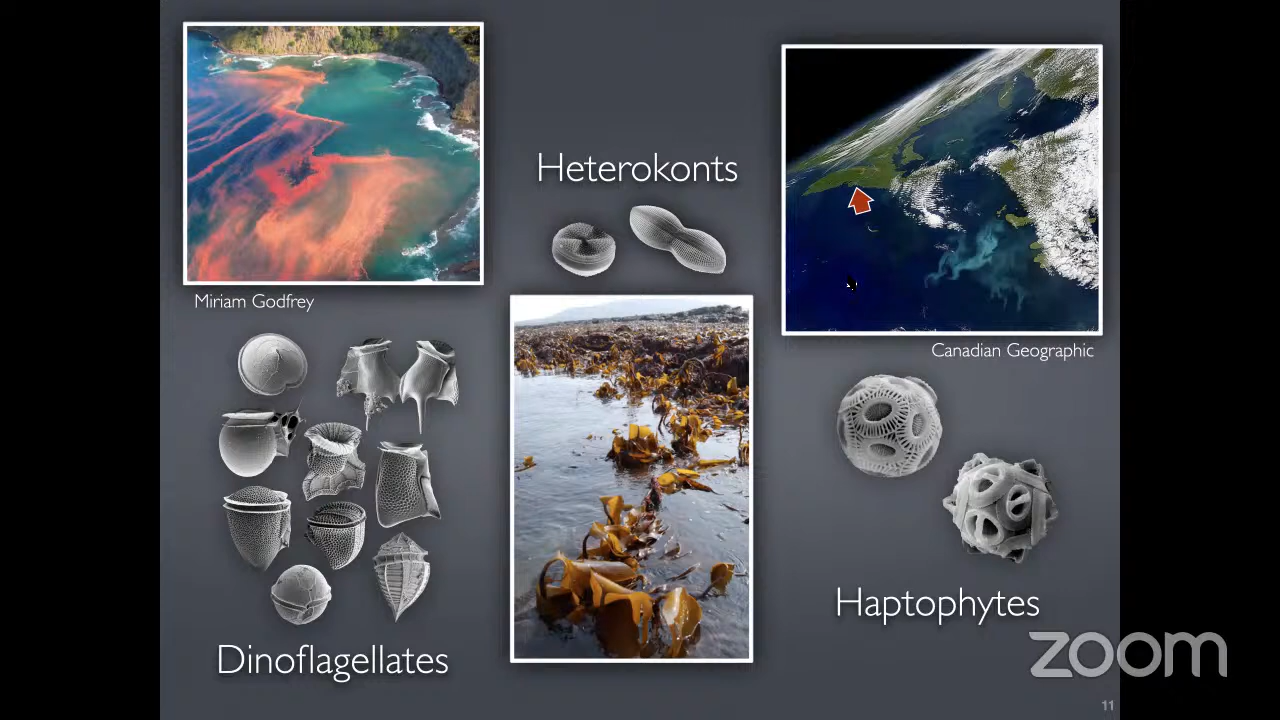 Heterokonts
Miriam Godfrey
Canadian Geographic
Haptophytes
Dinoflagellates
zoom
11